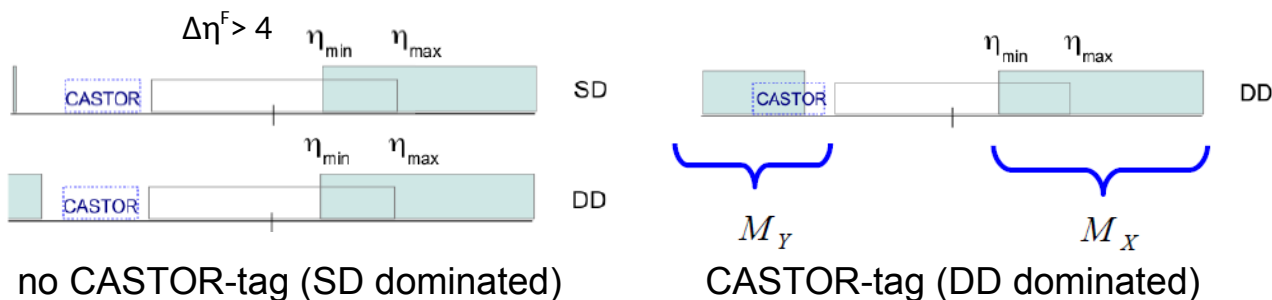 Δη^F > 4
η_min η_max
CASTOR
SD
η_min η_max
CASTOR
DD
no CASTOR-tag (SD dominated)
η_min η_max
CASTOR
DD
M_Y M_X
CASTOR-tag (DD dominated)